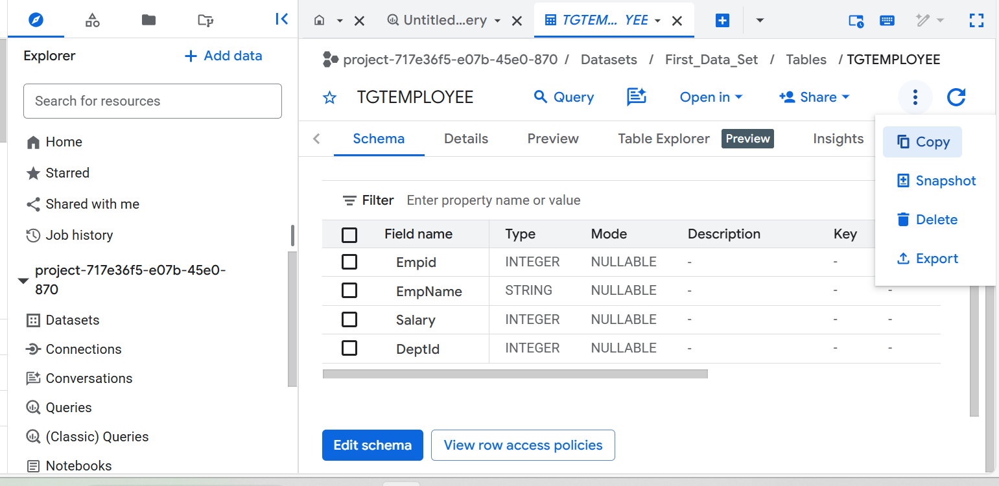 Untitled...ery
TGTEM... YEE
Explorer
Add data
Search for resources
Home
Starred
Shared with me
Job history
project-717e36f5-e07b-45e0-
870
Datasets
Connections
Conversations
Queries
(Classic) Queries
Notebooks
project-717e36f5-e07b-45e0-870 / Datasets / First_Data_Set / Tables / TGTEMPLOYEE
TGTEMPLOYEE Query Open in Share
Schema Details Preview Table Explorer Preview Insights
Copy
Snapshot
Delete
Export
Filter Enter property name or value
Field name Type Mode Description Key
Empid INTEGER NULLABLE - -
EmpName STRING NULLABLE - - -
Salary INTEGER NULLABLE - - -
DeptId INTEGER NULLABLE - - -
Edit schema View row access policies